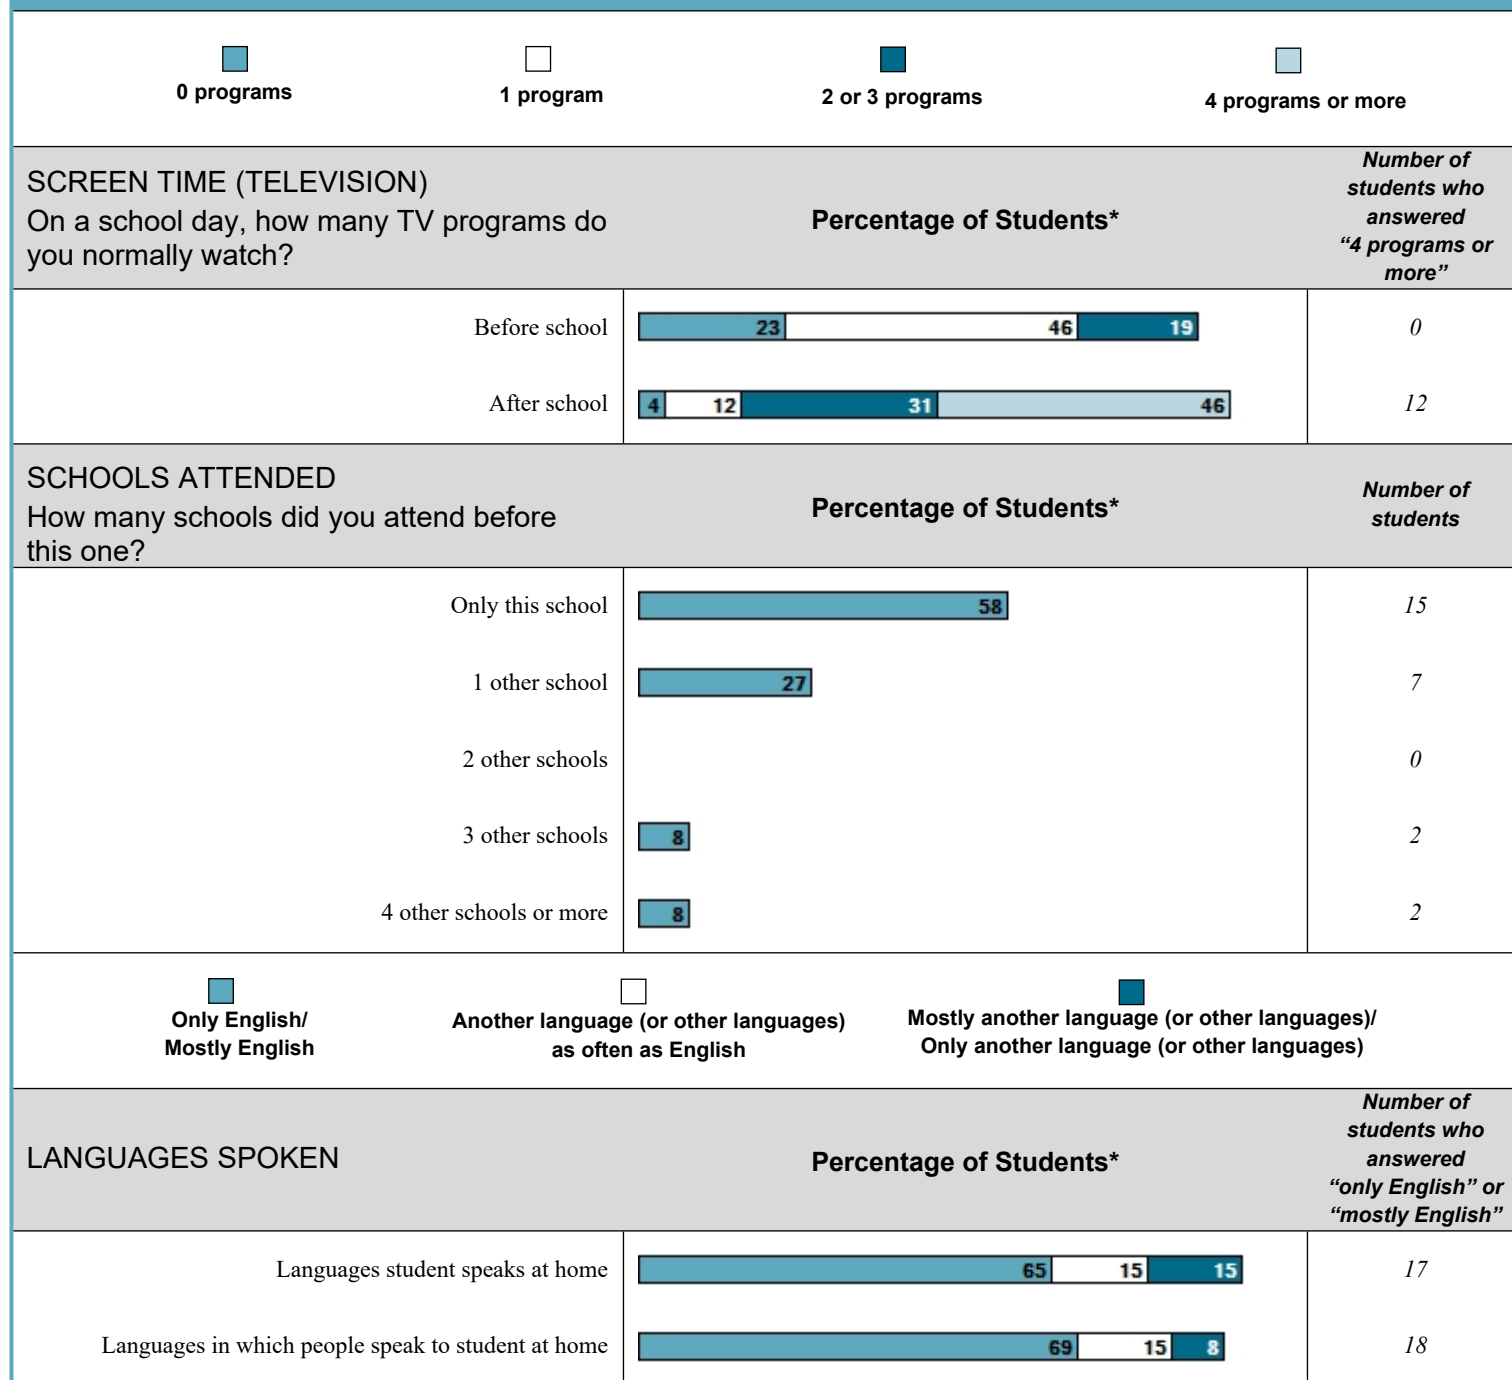 0 programs
1 program
2 or 3 programs
4 programs or more
SCREEN TIME (TELEVISION)
On a school day, how many TV programs do
you normally watch?
Percentage of Students*
Number of
students who
answered
“4 programs or
more”
Before school
23 46 19
0
After school
4 12 31 46
12
SCHOOLS ATTENDED
How many schools did you attend before
this one?
Percentage of Students*
Number of
students
Only this school
58
15
1 other school
27
7
2 other schools
0
3 other schools
8
2
4 other schools or more
8
2
Only English/
Mostly English
Another language (or other languages)
as often as English
Mostly another language (or other languages)/
Only another language (or other languages)
LANGUAGES SPOKEN
Percentage of Students*
Number of
students who
answered
“only English” or
“mostly English”
Languages student speaks at home
65 15 15
17
Languages in which people speak to student at home
69 15 8
18